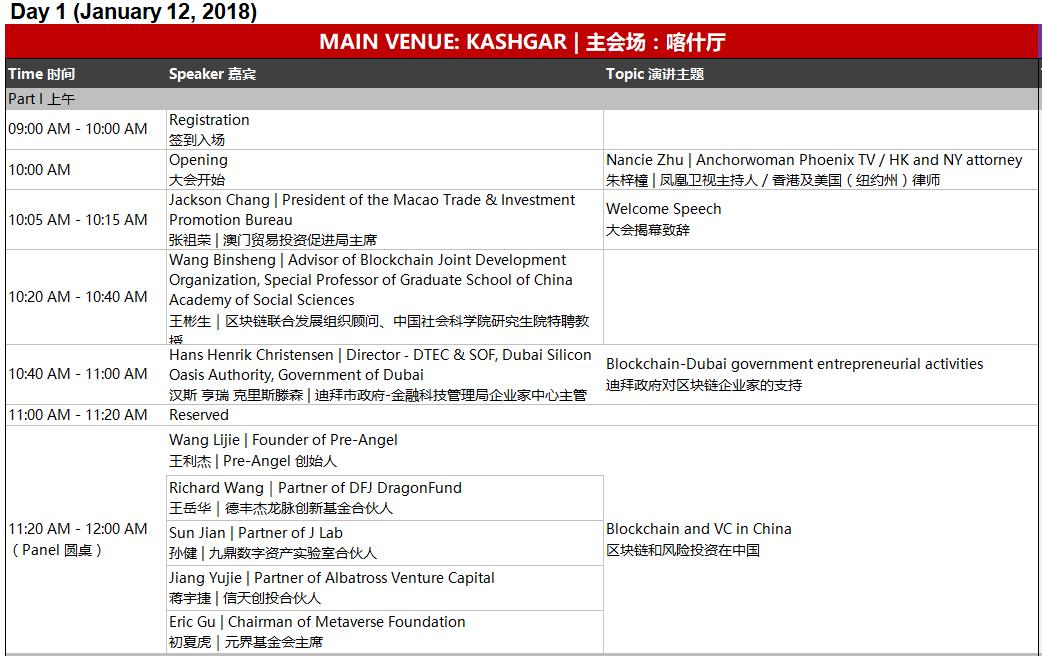 Day 1 (January 12, 2018)
MAIN VENUE: KASHGAR | 主会场：喀什厅
Time 时间
Speaker 嘉宾
Topic 演讲主题
Part I 上午
09:00 AM - 10:00 AM
Registration
签到入场
10:00 AM
Opening
大会开始
Nancie Zhu | Anchorwoman Phoenix TV / HK and NY attorney
朱梓橦 | 凤凰卫视主持人 / 香港及美国（纽约州）律师
10:05 AM - 10:15 AM
Jackson Chang | President of the Macao Trade & Investment
Promotion Bureau
张祖荣 | 澳门贸易投资促进局主席
Welcome Speech
大会揭幕致辞
10:20 AM - 10:40 AM
Wang Binsheng | Advisor of Blockchain Joint Development
Organization, Special Professor of Graduate School of China
Academy of Social Sciences
王彬生 | 区块链联合发展组织顾问、中国社会科学院研究生院特聘教
授
10:40 AM - 11:00 AM
Hans Henrik Christensen | Director - DTEC & SOF, Dubai Silicon
Oasis Authority, Government of Dubai
汉斯 亨瑞 克里斯滕森 | 迪拜市政府-金融科技管理局企业家中心主管
Blockchain-Dubai government entrepreneurial activities
迪拜政府对区块链企业家的支持
11:00 AM - 11:20 AM
Reserved
11:20 AM - 12:00 AM
（Panel 圆桌）
Wang Lijie | Founder of Pre-Angel
王利杰 | Pre-Angel 创始人
Richard Wang | Partner of DFJ DragonFund
王岳华 | 德丰杰龙脉创新基金合伙人
Sun Jian | Partner of J Lab
孙健 | 九鼎数字资产实验室合伙人
Jiang Yujie | Partner of Albatross Venture Capital
蒋宇捷 | 信天创投合伙人
Eric Gu | Chairman of Metaverse Foundation
初夏虎 | 元界基金会主席
Blockchain and VC in China
区块链和风险投资在中国